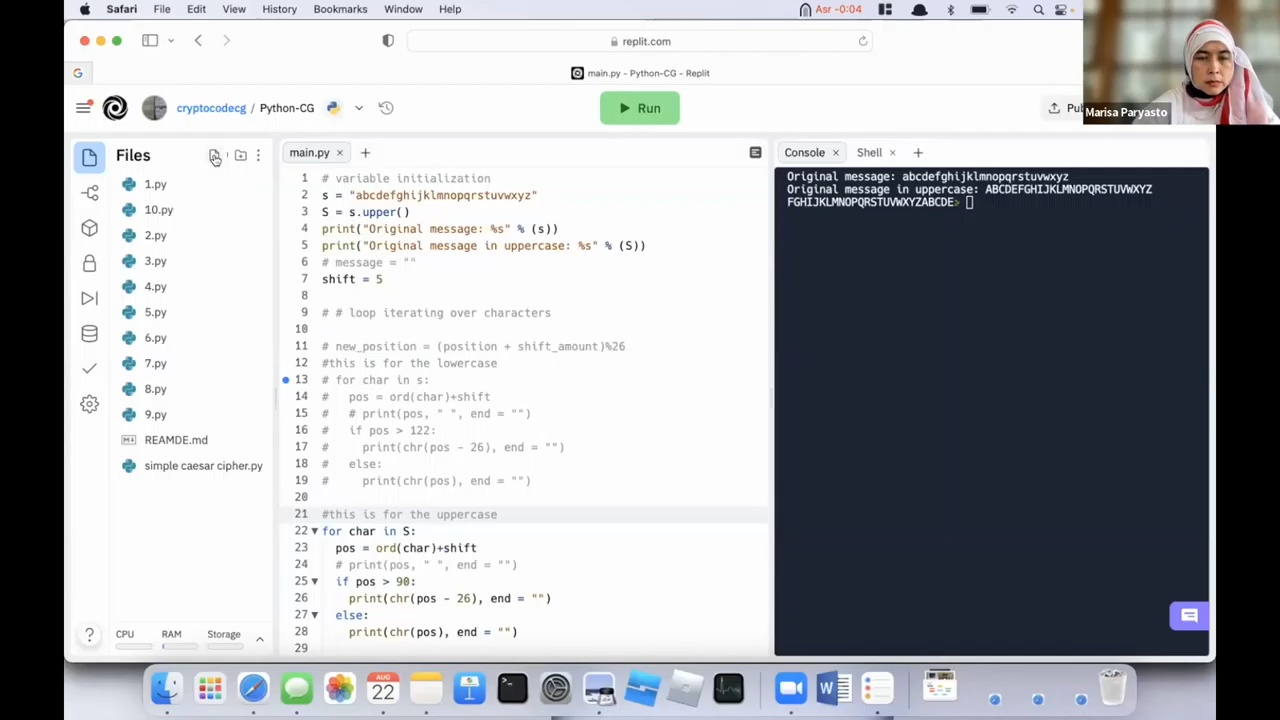 Safari File Edit View History Bookmarks Window Help Asr -0:04
replit.com
main.py - Python-CG - Replit
cryptocodecg / Python-CG
Run
Marisa Paryasto
Files
1.py
10.py
2.py
3.py
4.py
5.py
6.py
7.py
8.py
9.py
REAMDE.md
simple caesar cipher.py
CPU RAM Storage
main.py
1 # variable initialization
2 s = "abcdefghijklmnopqrstuvwxyz"
3 S = s.upper()
4 print("Original message: %s" % (s))
5 print("Original message in uppercase: %s" % (S))
6 # message = ""
7 shift = 5
8
9 # # loop iterating over characters
10
11 # new_position = (position + shift_amount)%26
12 #this is for the lowercase
13 # for char in s:
14 #   pos = ord(char)+shift
15 #   # print(pos, " ", end = "")
16 #   if pos > 122:
17 #     print(chr(pos - 26), end = "")
18 #   else:
19 #     print(chr(pos), end = "")
20
21 #this is for the uppercase
22 for char in S:
23   pos = ord(char)+shift
24   # print(pos, " ", end = "")
25   if pos > 90:
26     print(chr(pos - 26), end = "")
27   else:
28     print(chr(pos), end = "")
29
Console Shell
Original message: abcdefghijklmnopqrstuvwxyz
Original message in uppercase: ABCDEFGHIJKLMNOPQRSTUVWXYZ
FGHIJKLMNOPQRSTUVWXYZABCDE>
AUG
22